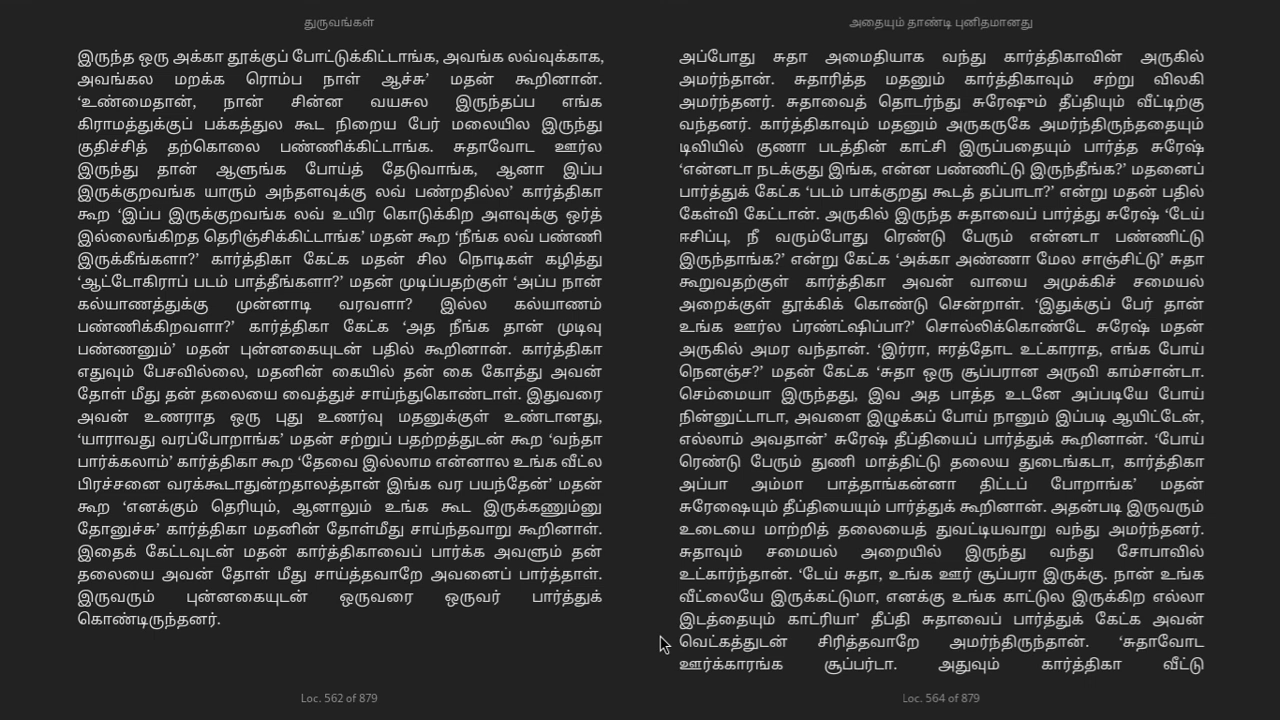 துருவங்கள்
இருந்த ஒரு அக்கா தூக்குப் போட்டுக்கிட்டாங்க, அவங்க லவ்வுக்காக,
அவங்கல மறக்க ரொம்ப நாள் ஆச்சு’ மதன் கூறினான்.
‘உண்மைதான், நான் சின்ன வயசுல இருந்தப்ப எங்க
கிராமத்துக்குப் பக்கத்துல கூட நிறைய பேர் மலையில இருந்து
குதிச்சித் தற்கொலை பண்ணிக்கிட்டாங்க. சுதாவோட ஊர்ல
இருந்து தான் ஆளுங்க போய்த் தேடுவாங்க, ஆனா இப்ப
இருக்குறவங்க யாரும் அந்தளவுக்கு லவ் பண்றதில்ல’ கார்த்திகா
கூற ‘இப்ப இருக்குறவங்க லவ் உயிர கொடுக்கிற அளவுக்கு ஒர்த்
இல்லைங்கிறத தெரிஞ்சிக்கிட்டாங்க’ மதன் கூற ‘நீங்க லவ் பண்ணி
இருக்கீங்களா?’ கார்த்திகா கேட்க மதன் சில நொடிகள் கழித்து
‘ஆட்டோகிராப் படம் பாத்தீங்களா?’ மதன் முடிப்பதற்குள் ‘அப்ப நான்
கல்யாணத்துக்கு முன்னாடி வரவளா? இல்ல கல்யாணம்
பண்ணிக்கிறவளா?’ கார்த்திகா கேட்க ‘அத நீங்க தான் முடிவு
பண்ணனும்’ மதன் புன்னகையுடன் பதில் கூறினான். கார்த்திகா
எதுவும் பேசவில்லை, மதனின் கையில் தன் கை கோத்து அவன்
தோள் மீது தன் தலையை வைத்துச் சாய்ந்துகொண்டாள். இதுவரை
அவன் உணராத ஒரு புது உணர்வு மதனுக்குள் உண்டானது,
‘யாராவது வரப்போறாங்க’ மதன் சற்றுப் பதற்றத்துடன் கூற ‘வந்தா
பார்க்கலாம்’ கார்த்திகா கூற ‘தேவை இல்லாம என்னால உங்க வீட்ல
பிரச்சனை வரக்கூடாதுன்றதாலத்தான் இங்க வர பயந்தேன்’ மதன்
கூற ‘எனக்கும் தெரியும், ஆனாலும் உங்க கூட இருக்கணும்னு
தோனுச்சு’ கார்த்திகா மதனின் தோள்மீது சாய்ந்தவாறு கூறினாள்.
இதைக் கேட்டவுடன் மதன் கார்த்திகாவைப் பார்க்க அவளும் தன்
தலையை அவன் தோள் மீது சாய்த்தவாறே அவனைப் பார்த்தாள்.
இருவரும் புன்னகையுடன் ஒருவரை ஒருவர் பார்த்துக்
கொண்டிருந்தனர்.
Loc. 562 of 879
அதையும் தாண்டி புனிதமானது
அப்போது சுதா அமைதியாக வந்து கார்த்திகாவின் அருகில்
அமர்ந்தான். சுதாரித்த மதனும் கார்த்திகாவும் சற்று விலகி
அமர்ந்தனர். சுதாவைத் தொடர்ந்து சுரேஷும் தீப்தியும் வீட்டிற்கு
வந்தனர். கார்த்திகாவும் மதனும் அருகருகே அமர்ந்திருந்ததையும்
டிவியில் குணா படத்தின் காட்சி இருப்பதையும் பார்த்த சுரேஷ்
‘என்னடா நடக்குது இங்க, என்ன பண்ணிட்டு இருந்தீங்க?’ மதனைப்
பார்த்துக் கேட்க ‘படம் பாக்குறது கூடத் தப்பாடா?’ என்று மதன் பதில்
கேள்வி கேட்டான். அருகில் இருந்த சுதாவைப் பார்த்து சுரேஷ் ‘டேய்
ஈசிப்பு, நீ வரும்போது ரெண்டு பேரும் என்னடா பண்ணிட்டு
இருந்தாங்க?’ என்று கேட்க ‘அக்கா அண்ணா மேல சாஞ்சிட்டு’ சுதா
கூறுவதற்குள் கார்த்திகா அவன் வாயை அமுக்கிச் சமையல்
அறைக்குள் தூக்கிக் கொண்டு சென்றாள். ‘இதுக்குப் பேர் தான்
உங்க ஊர்ல ப்ரண்ட்ஷிப்பா?’ சொல்லிக்கொண்டே சுரேஷ் மதன்
அருகில் அமர வந்தான். ‘இர்ரா, ஈரத்தோட உட்காராத, எங்க போய்
நெனஞ்ச?’ மதன் கேட்க ‘சுதா ஒரு சூப்பரான அருவி காம்சான்டா.
செம்மையா இருந்தது, இவ அத பாத்த உடனே அப்படியே போய்
நின்னுட்டாடா, அவளை இழுக்கப் போய் நானும் இப்படி ஆயிட்டேன்,
எல்லாம் அவதான்’ சுரேஷ் தீப்தியைப் பார்த்துக் கூறினான். ‘போய்
ரெண்டு பேரும் துணி மாத்திட்டு தலைய துடைங்கடா, கார்த்திகா
அப்பா அம்மா பாத்தாங்கன்னா திட்டப் போறாங்க’ மதன்
சுரேஷையும் தீப்தியையும் பார்த்துக் கூறினான். அதன்படி இருவரும்
உடையை மாற்றித் தலையைத் துவட்டியவாறு வந்து அமர்ந்தனர்.
சுதாவும் சமையல் அறையில் இருந்து வந்து சோபாவில்
உட்கார்ந்தான். ‘டேய் சுதா, உங்க ஊர் சூப்பரா இருக்கு. நான் உங்க
வீட்லையே இருக்கட்டுமா, எனக்கு உங்க காட்டுல இருக்கிற எல்லா
இடத்தையும் காட்ரியா’ தீப்தி சுதாவைப் பார்த்துக் கேட்க அவன்
வெட்கத்துடன் சிரித்தவாறே அமர்ந்திருந்தான். ‘சுதாவோட
ஊர்க்காரங்க சூப்பர்டா. அதுவும் கார்த்திகா வீட்டு
Loc. 564 of 879